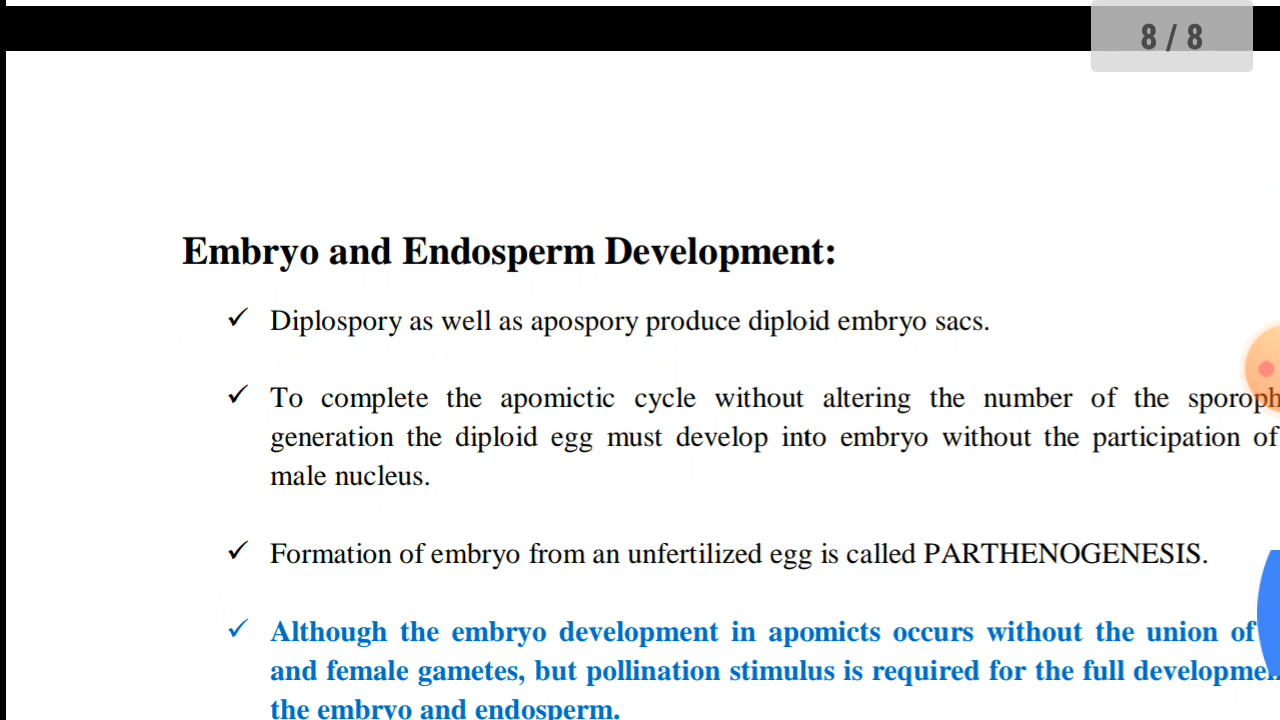 8 / 8
Embryo and Endosperm Development:
✓ Diplospory as well as apospory produce diploid embryo sacs.
✓ To complete the apomictic cycle without altering the number of the sporoph
generation the diploid egg must develop into embryo without the participation of
male nucleus.
✓ Formation of embryo from an unfertilized egg is called PARTHENOGENESIS.
✓ Although the embryo development in apomicts occurs without the union of
and female gametes, but pollination stimulus is required for the full developme
the embryo and endosperm.